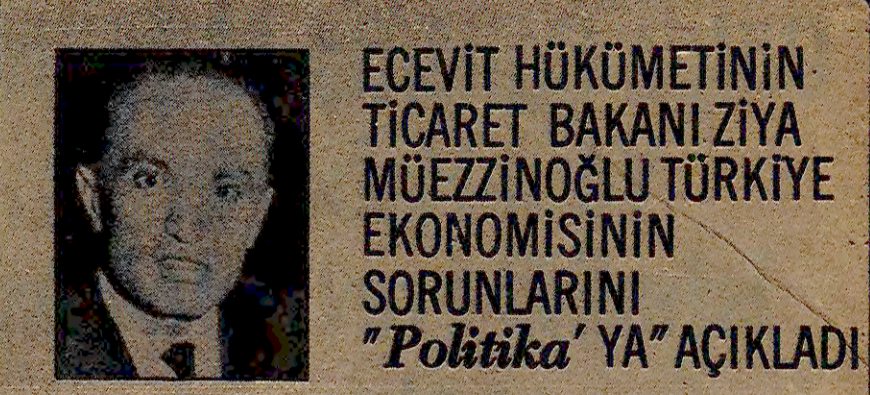 ECEVİT HÜKÜMETİNİN
TİCARET BAKANI ZİYA
MÜEZZİNOĞLU TÜRKİYE
EKONOMİSİNİN
SORUNLARINI
"Politika' YA" AÇIKLADI